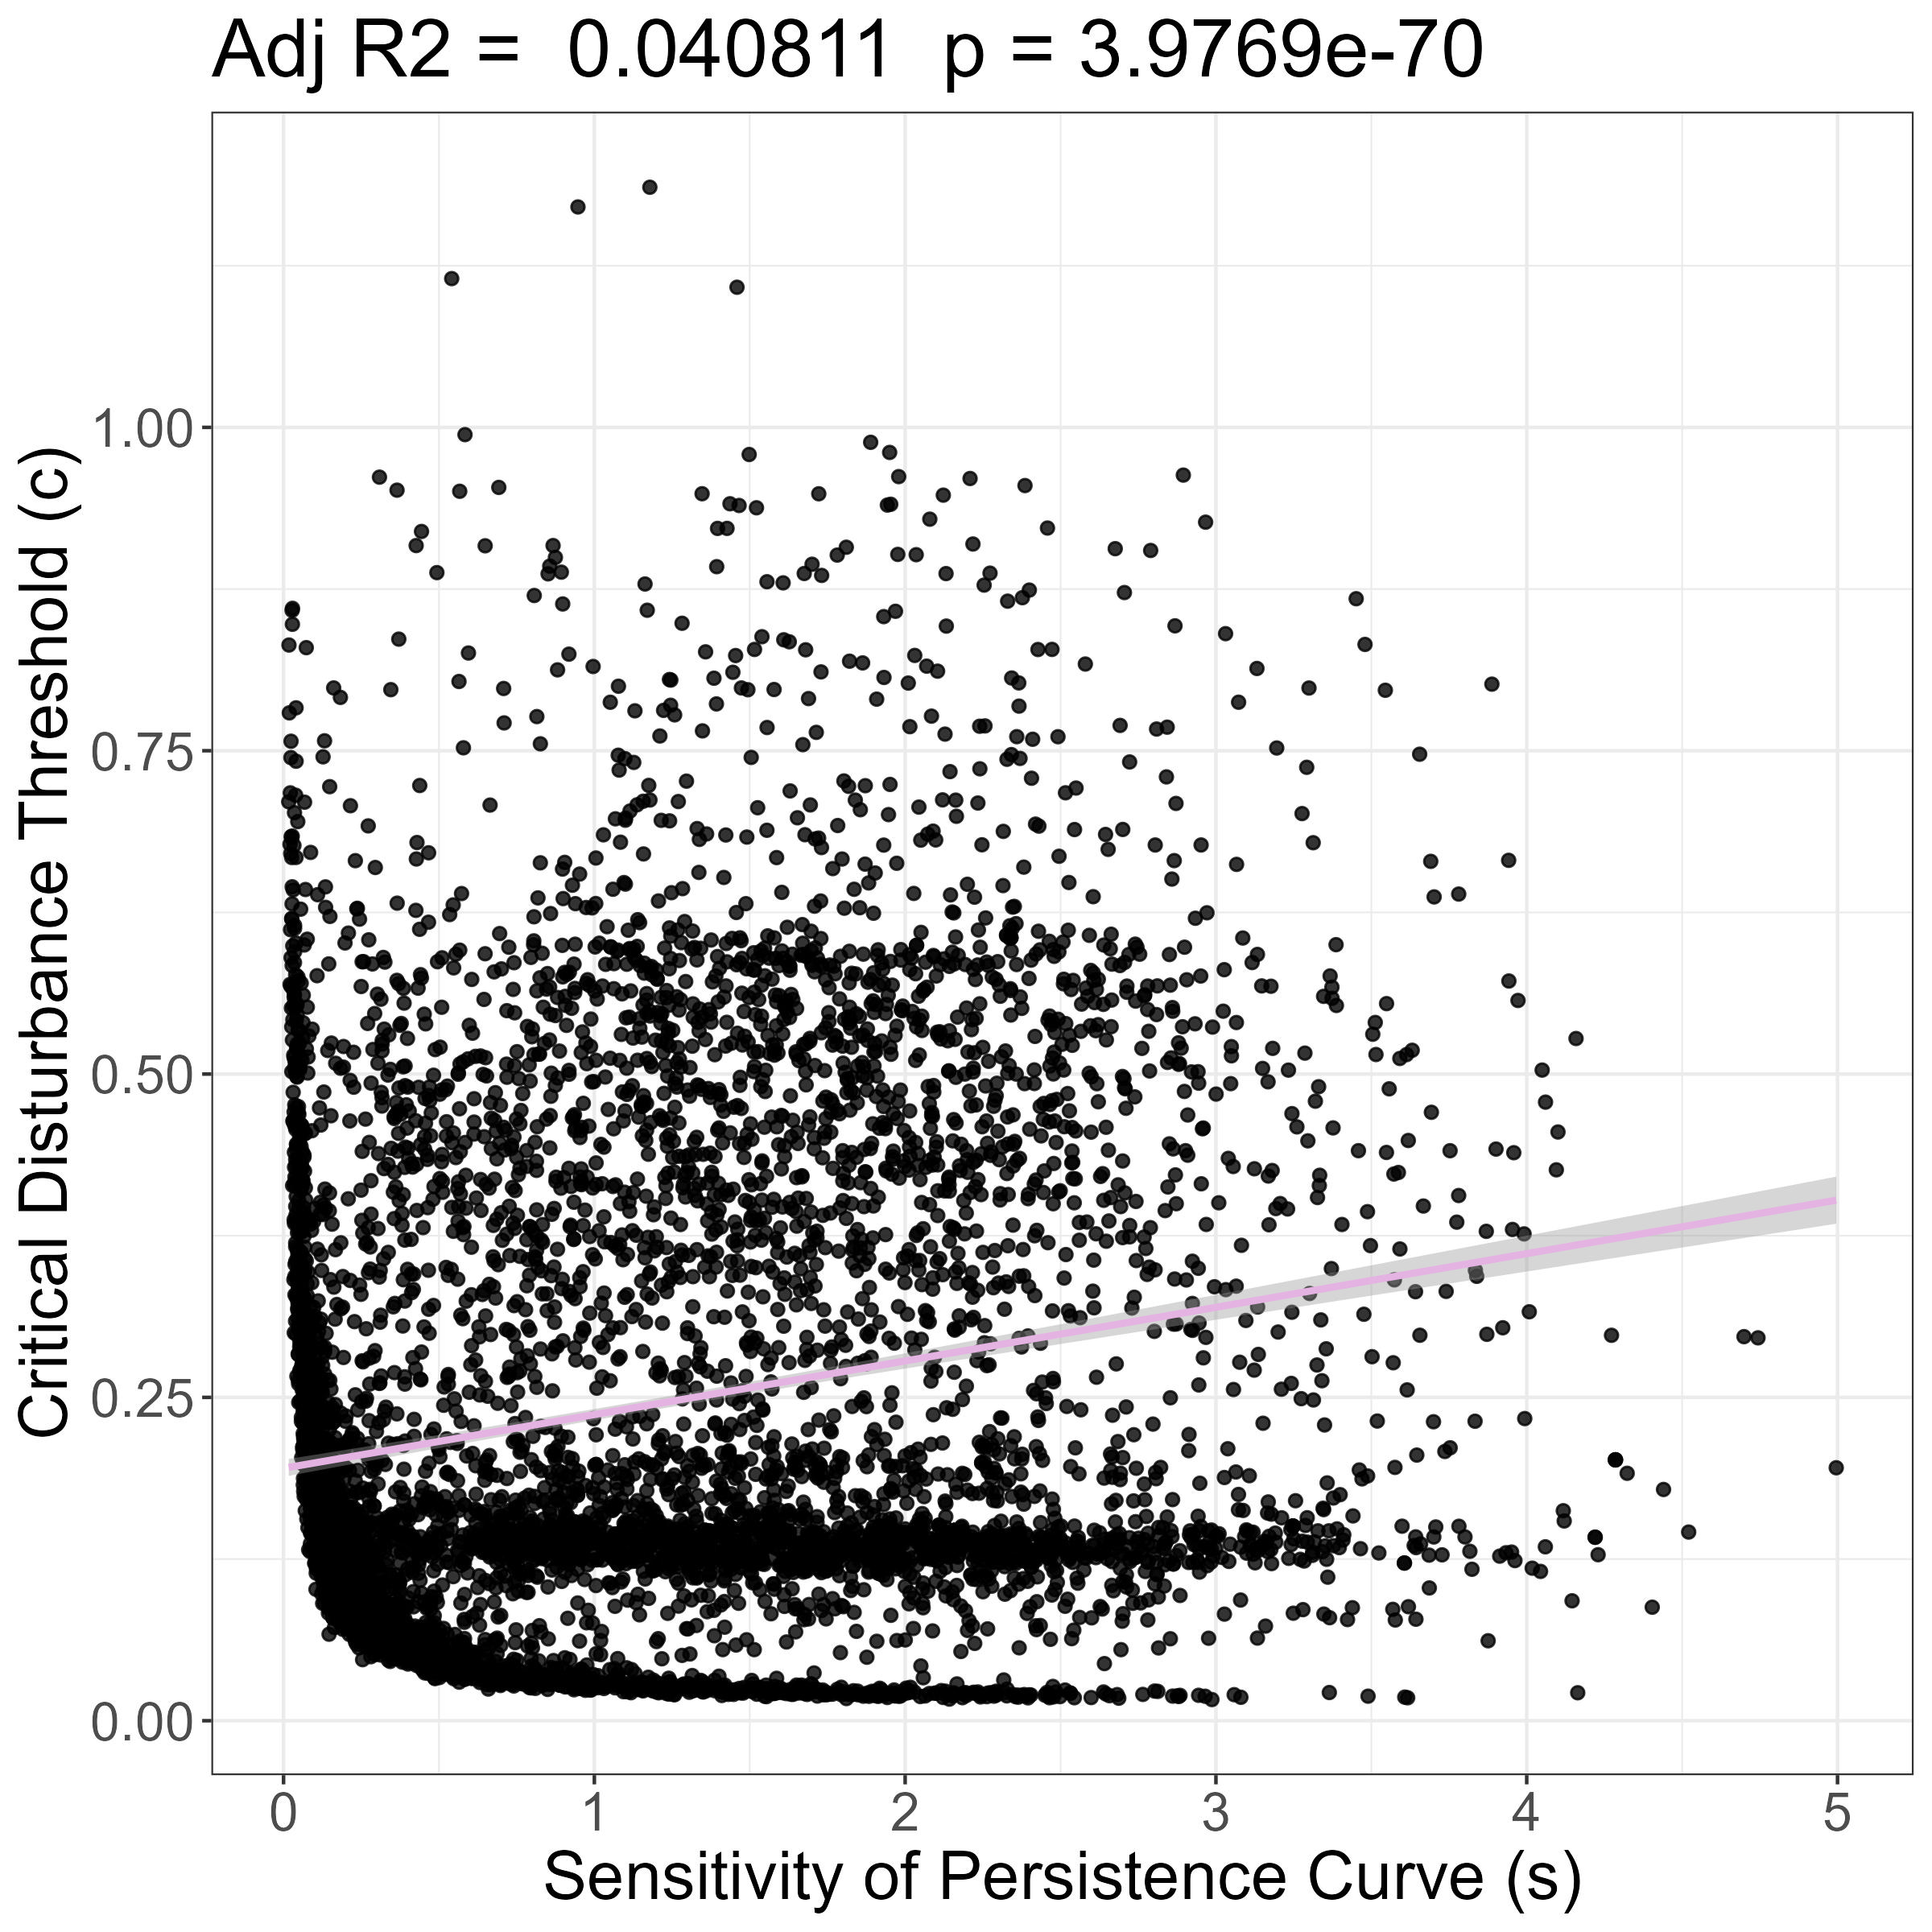 Adj R2 =  0.040811  p = 3.9769e-70
Critical Disturbance Threshold (c)
1.00
0.75
0.50
0.25
0.00
0 1 2 3 4 5
Sensitivity of Persistence Curve (s)